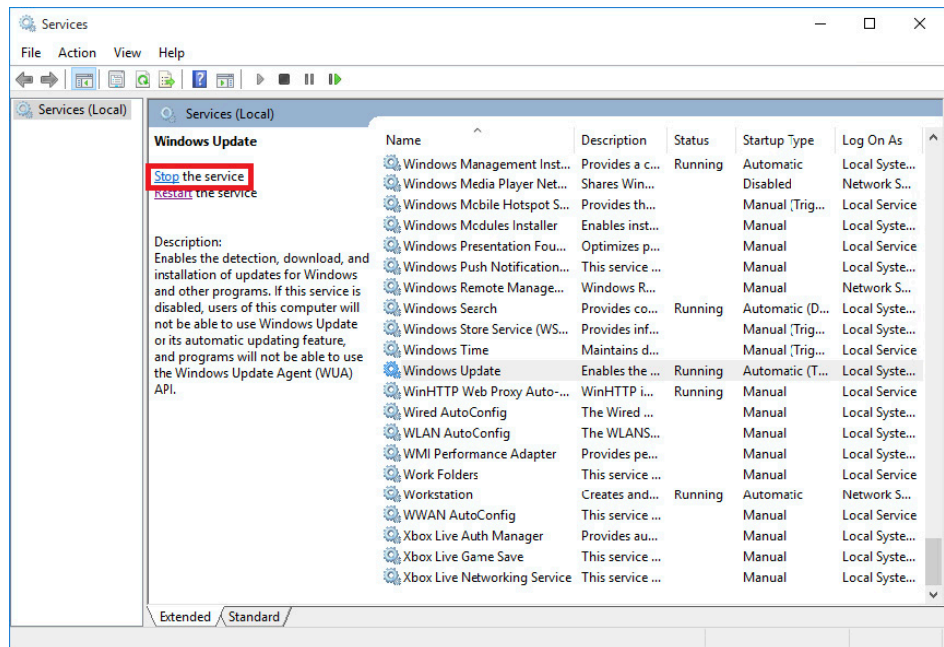 Services
File Action View Help
Services (Local)
Services (Local)
Windows Update
Stop the service
Restart the service
Description:
Enables the detection, download, and
installation of updates for Windows
and other programs. If this service is
disabled, users of this computer will
not be able to use Windows Update
or its automatic updating feature,
and programs will not be able to use
the Windows Update Agent (WUA)
API.
Name Description Status Startup Type Log On As
Windows Management Inst... Provides a c... Running Automatic Local Syste...
Windows Media Player Net... Shares Win... Disabled Network S...
Windows Mobile Hotspot S... Provides th... Manual (Trig... Local Service
Windows Modules Installer Enables inst... Manual Local Syste...
Windows Presentation Fou... Optimizes p... Manual Local Service
Windows Push Notification... This service ... Manual Local Syste...
Windows Remote Manage... Windows R... Manual Network S...
Windows Search Provides co... Running Automatic (D... Local Syste...
Windows Store Service (WS... Provides inf... Manual (Trig... Local Syste...
Windows Time Maintains d... Manual (Trig... Local Service
Windows Update Enables the ... Running Automatic (T... Local Syste...
WinHTTP Web Proxy Auto-... WinHTTP i... Running Manual Local Service
Wired AutoConfig The Wired ... Manual Local Syste...
WLAN AutoConfig The WLANS... Manual Local Syste...
WMI Performance Adapter Provides pe... Manual Local Syste...
Work Folders This service ... Manual Local Service
Workstation Creates and... Running Automatic Network S...
WWAN AutoConfig This service ... Manual Local Service
Xbox Live Auth Manager Provides au... Manual Local Syste...
Xbox Live Game Save This service ... Manual Local Syste...
Xbox Live Networking Service This service ... Manual Local Syste...
Extended Standard